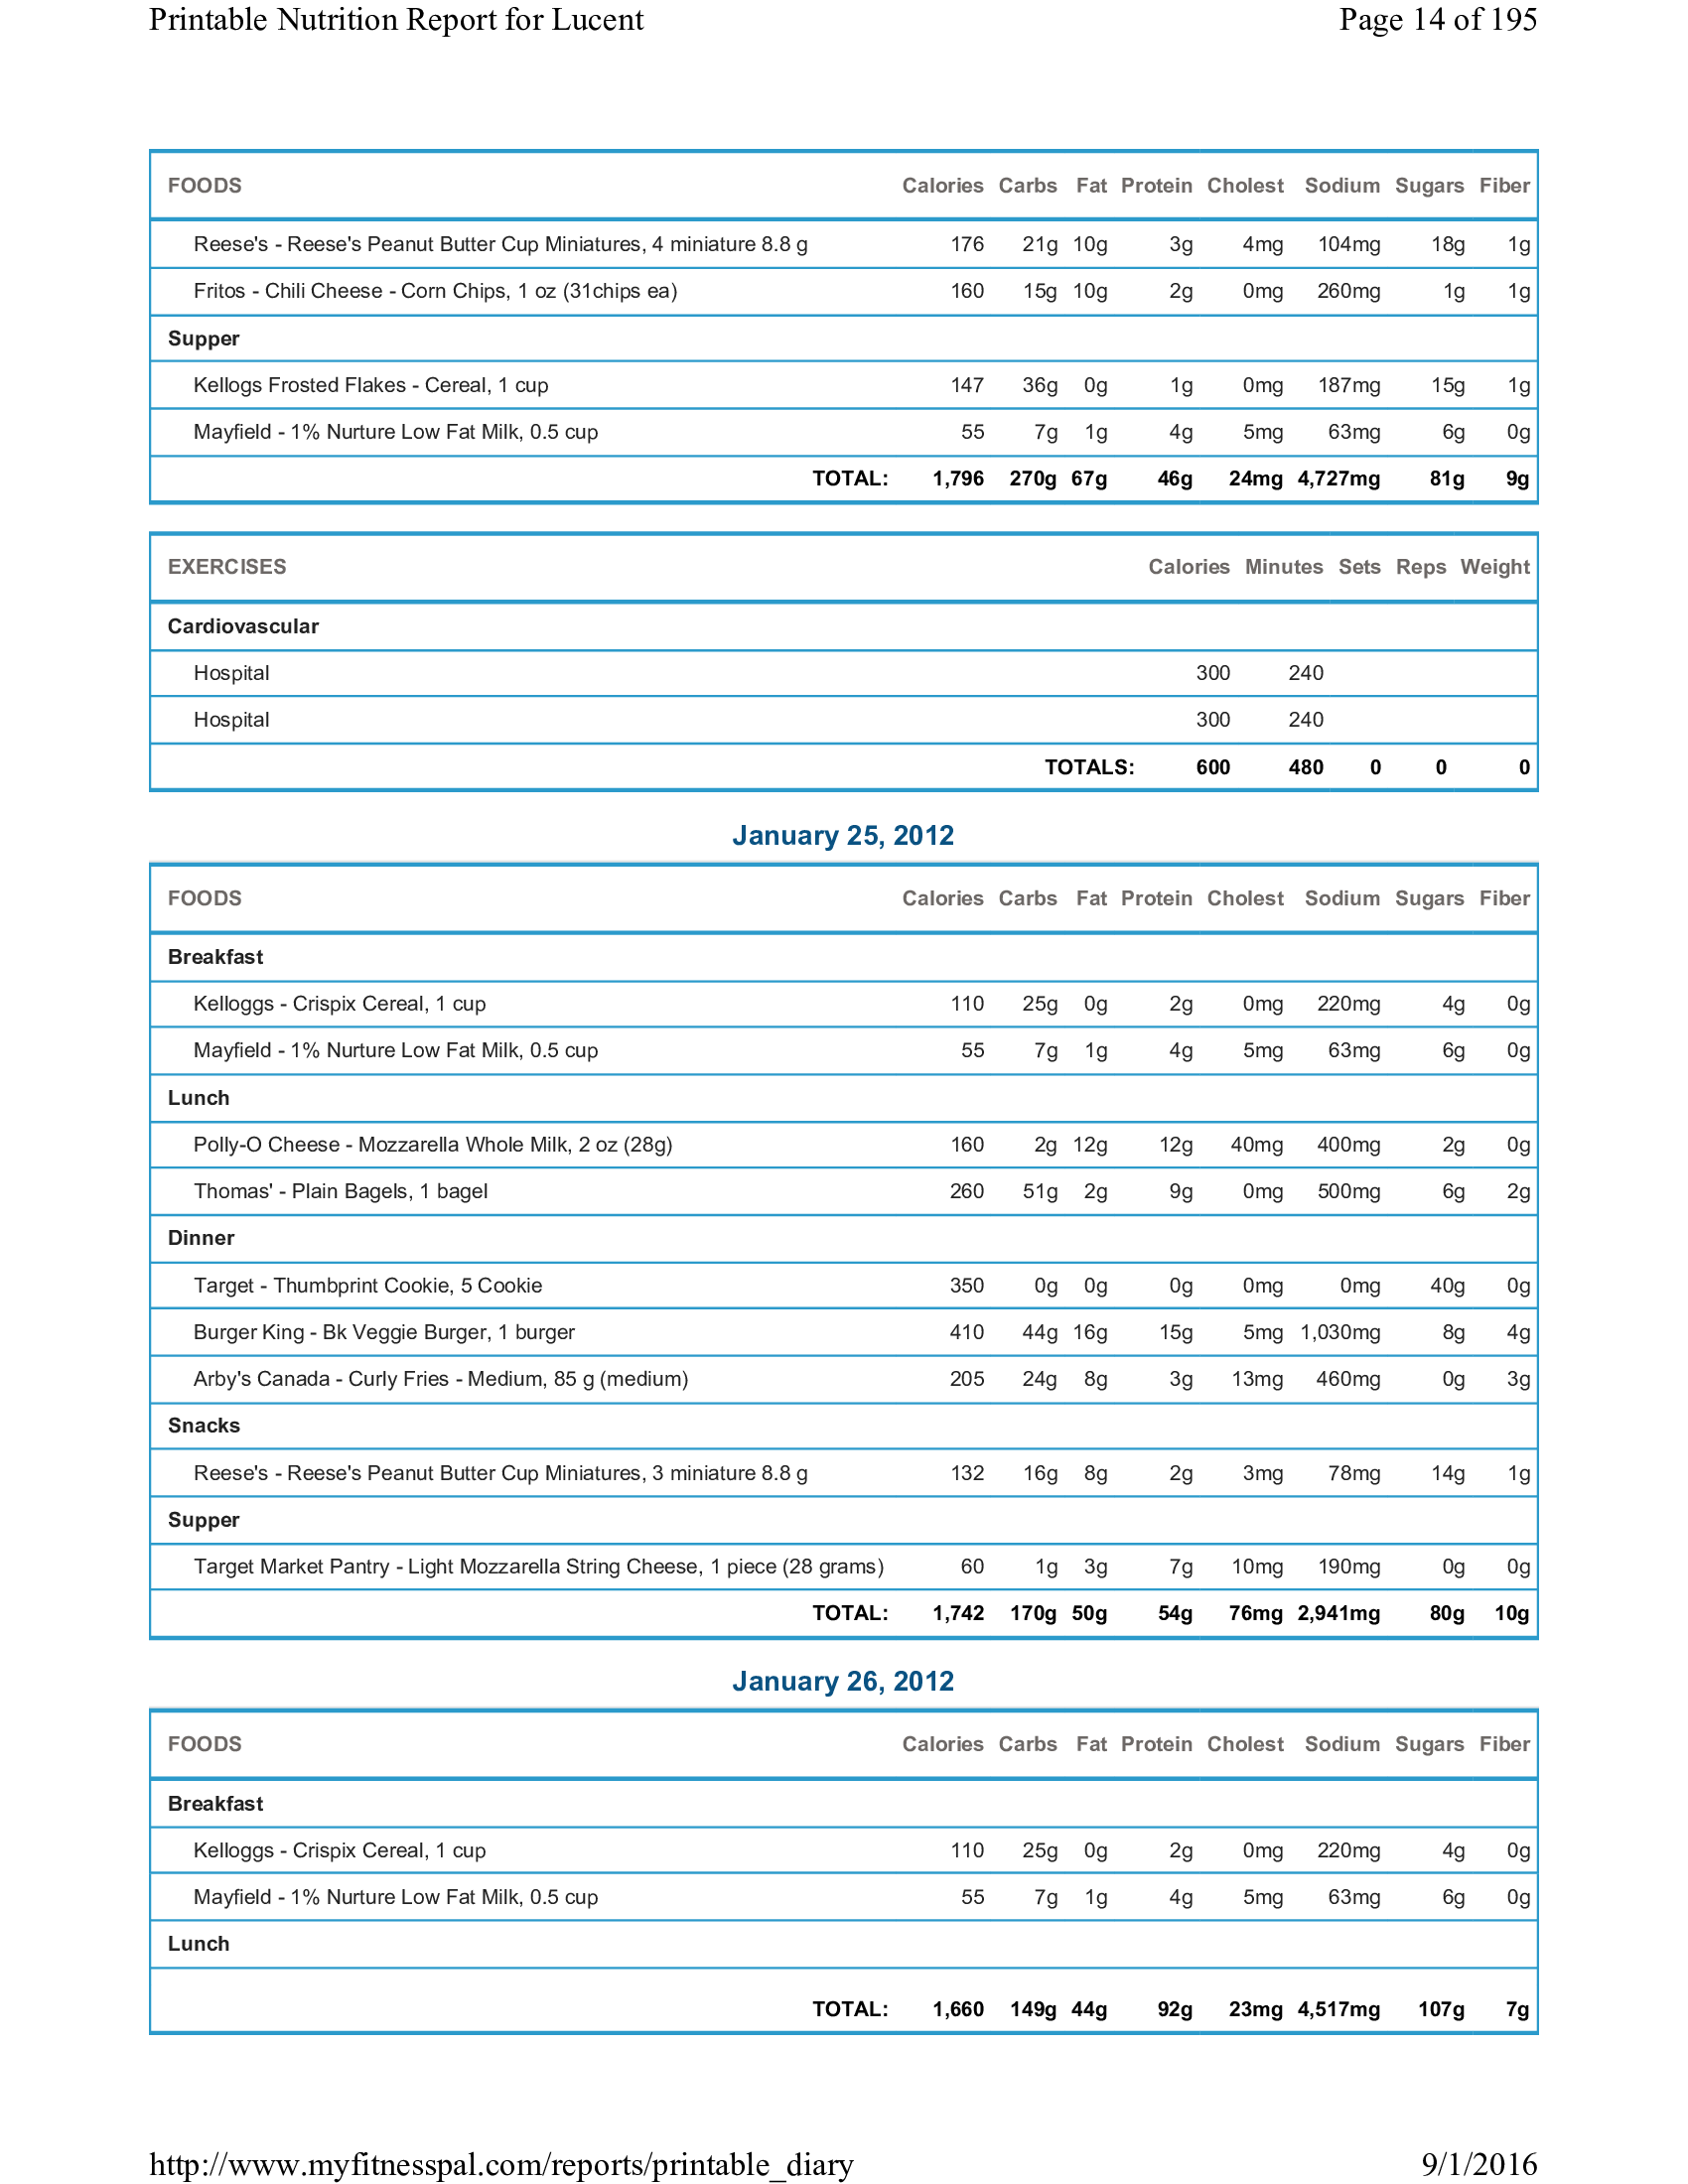 Printable Nutrition Report for Lucent Page 14 of 195
FOODS Calories Carbs Fat Protein Cholest Sodium Sugars Fiber
Reese's - Reese's Peanut Butter Cup Miniatures, 4 miniature 8.8 g 176 21g 10g 3g 4mg 104mg 18g 1g
Fritos - Chili Cheese - Corn Chips, 1 oz (31chips ea) 160 15g 10g 2g 0mg 260mg 1g 1g
Supper
Kellogs Frosted Flakes - Cereal, 1 cup 147 36g 0g 1g 0mg 187mg 15g 1g
Mayfield - 1% Nurture Low Fat Milk, 0.5 cup 55 7g 1g 4g 5mg 63mg 6g 0g
TOTAL: 1,796 270g 67g 46g 24mg 4,727mg 81g 9g
EXERCISES Calories Minutes Sets Reps Weight
Cardiovascular
Hospital 300 240
Hospital 300 240
TOTALS: 600 480 0 0 0
January 25, 2012
FOODS Calories Carbs Fat Protein Cholest Sodium Sugars Fiber
Breakfast
Kelloggs - Crispix Cereal, 1 cup 110 25g 0g 2g 0mg 220mg 4g 0g
Mayfield - 1% Nurture Low Fat Milk, 0.5 cup 55 7g 1g 4g 5mg 63mg 6g 0g
Lunch
Polly-O Cheese - Mozzarella Whole Milk, 2 oz (28g) 160 2g 12g 12g 40mg 400mg 2g 0g
Thomas' - Plain Bagels, 1 bagel 260 51g 2g 9g 0mg 500mg 6g 2g
Dinner
Target - Thumbprint Cookie, 5 Cookie 350 0g 0g 0g 0mg 0mg 40g 0g
Burger King - Bk Veggie Burger, 1 burger 410 44g 16g 15g 5mg 1,030mg 8g 4g
Arby's Canada - Curly Fries - Medium, 85 g (medium) 205 24g 8g 3g 13mg 460mg 0g 3g
Snacks
Reese's - Reese's Peanut Butter Cup Miniatures, 3 miniature 8.8 g 132 16g 8g 2g 3mg 78mg 14g 1g
Supper
Target Market Pantry - Light Mozzarella String Cheese, 1 piece (28 grams) 60 1g 3g 7g 10mg 190mg 0g 0g
TOTAL: 1,742 170g 50g 54g 76mg 2,941mg 80g 10g
January 26, 2012
FOODS Calories Carbs Fat Protein Cholest Sodium Sugars Fiber
Breakfast
Kelloggs - Crispix Cereal, 1 cup 110 25g 0g 2g 0mg 220mg 4g 0g
Mayfield - 1% Nurture Low Fat Milk, 0.5 cup 55 7g 1g 4g 5mg 63mg 6g 0g
Lunch
TOTAL: 1,660 149g 44g 92g 23mg 4,517mg 107g 7g
http://www.myfitnesspal.com/reports/printable_diary 9/1/2016